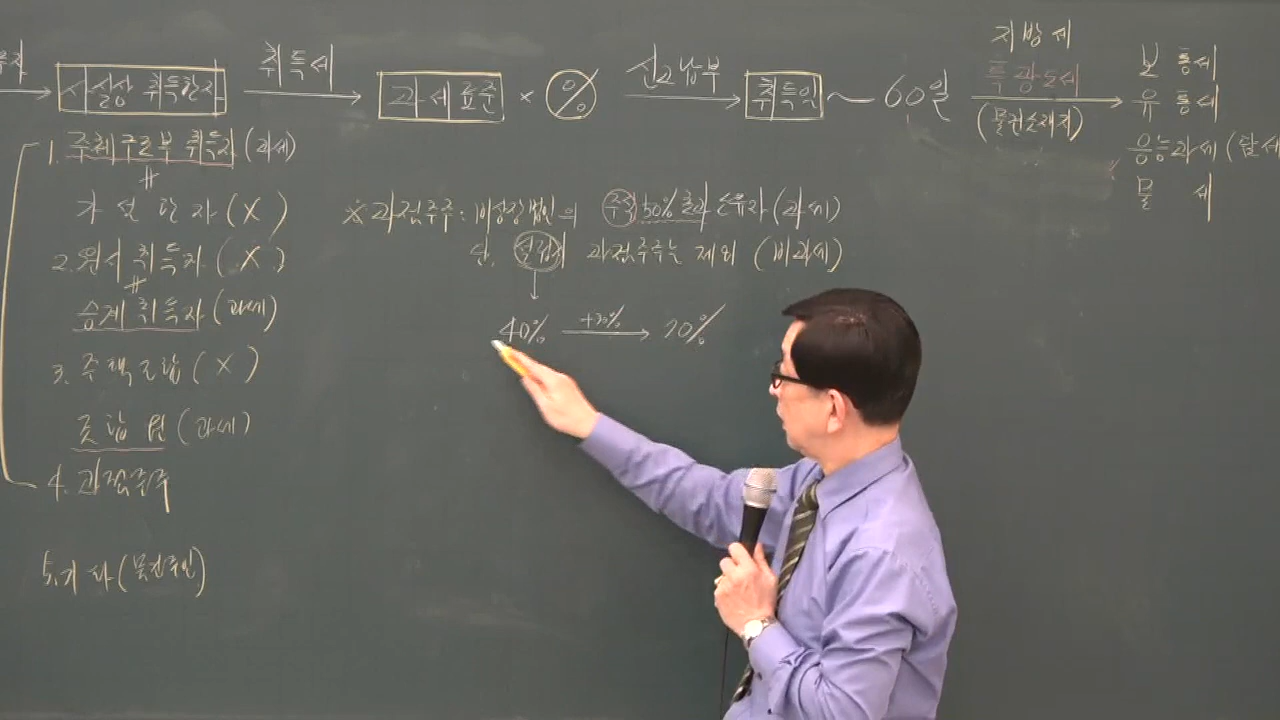 사실상 취득한자
취득세
과세표준 × %
신고납부
취득일 ~ 60일
지방세
특광도세
(물건소재지)
보통세
유통세
응능과세 (
물세
1. 주체구조부 취득자 (과세)
가설한자 (X)
2. 원시취득자 (X)
승계취득자 (과세)
3. 주택조합 (X)
조합원 (과세)
4. 과점주주
5. 기타 (물건주인)
※ 과점주주 : 비상장법인의 주식 50% 초과 소유자 (과세)
단, 설립시 과점주주는 제외 (비과세)
40% +30% 70%